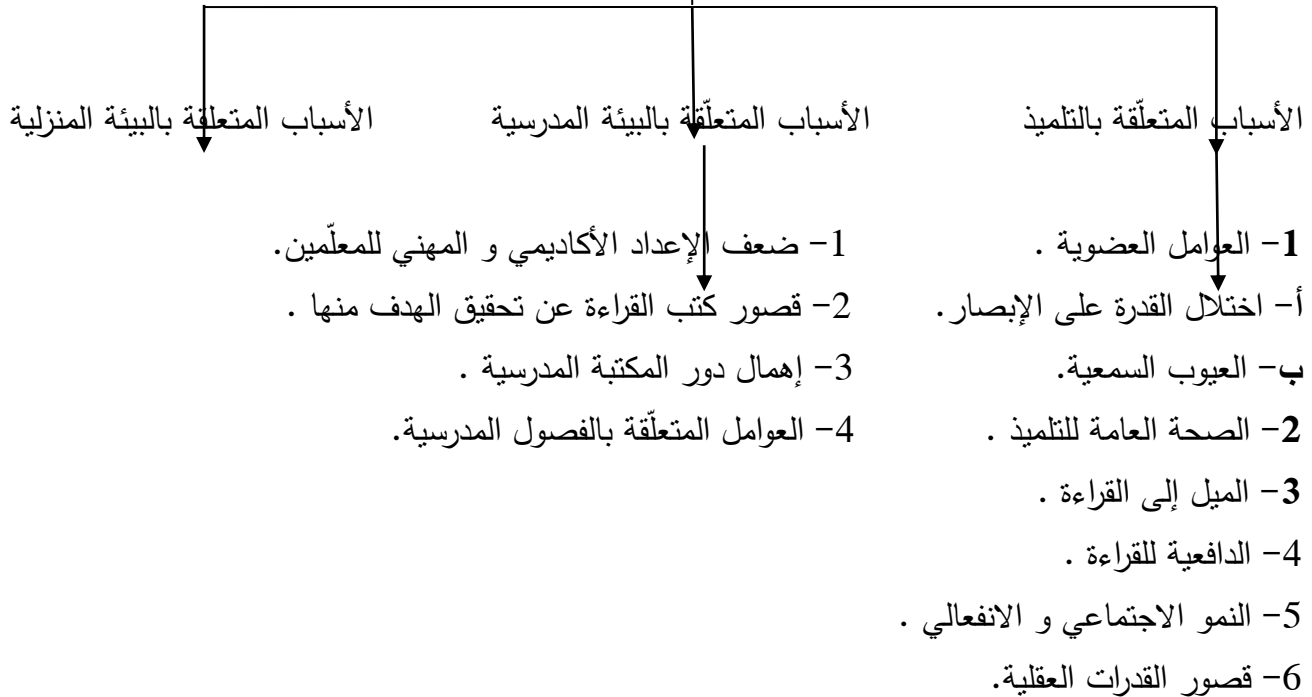 الأسباب المتعلّقة بالتلميذ الأسباب المتعلّقة بالبيئة المدرسية الأسباب المتعلقة بالبيئة المنزلية
1- العوامل العضوية . 1- ضعف الإعداد الأكاديمي و المهني للمعلّمين.
أ- اختلال القدرة على الإبصار. 2- قصور كتب القراءة عن تحقيق الهدف منها .
ب- العيوب السمعية. 3- إهمال دور المكتبة المدرسية .
2- الصحة العامة للتلميذ . 4- العوامل المتعلّقة بالفصول المدرسية.
3- الميل إلى القراءة .
4- الدافعية للقراءة .
5- النمو الاجتماعي و الانفعالي .
6- قصور القدرات العقلية.